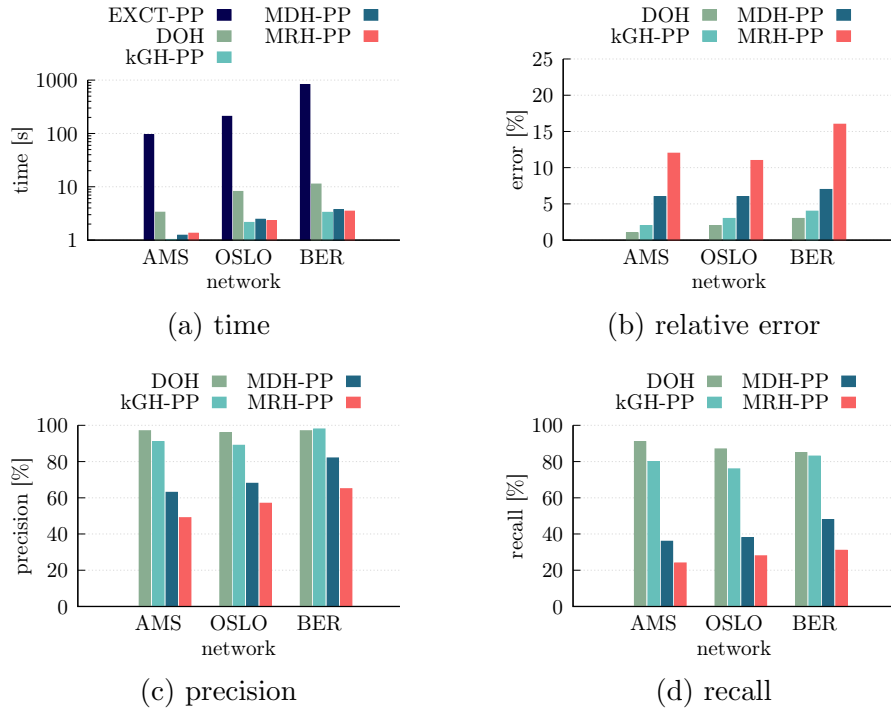 EXCT-PP MDH-PP
DOH MRH-PP
kGH-PP
time [s]
1000
100
10
1
AMS OSLO BER
network
(a) time
DOH MDH-PP
kGH-PP MRH-PP
error [%]
25
20
15
10
5
0
AMS OSLO BER
network
(b) relative error
DOH MDH-PP
kGH-PP MRH-PP
precision [%]
100
80
60
40
20
0
AMS OSLO BER
network
(c) precision
DOH MDH-PP
kGH-PP MRH-PP
recall [%]
100
80
60
40
20
0
AMS OSLO BER
network
(d) recall